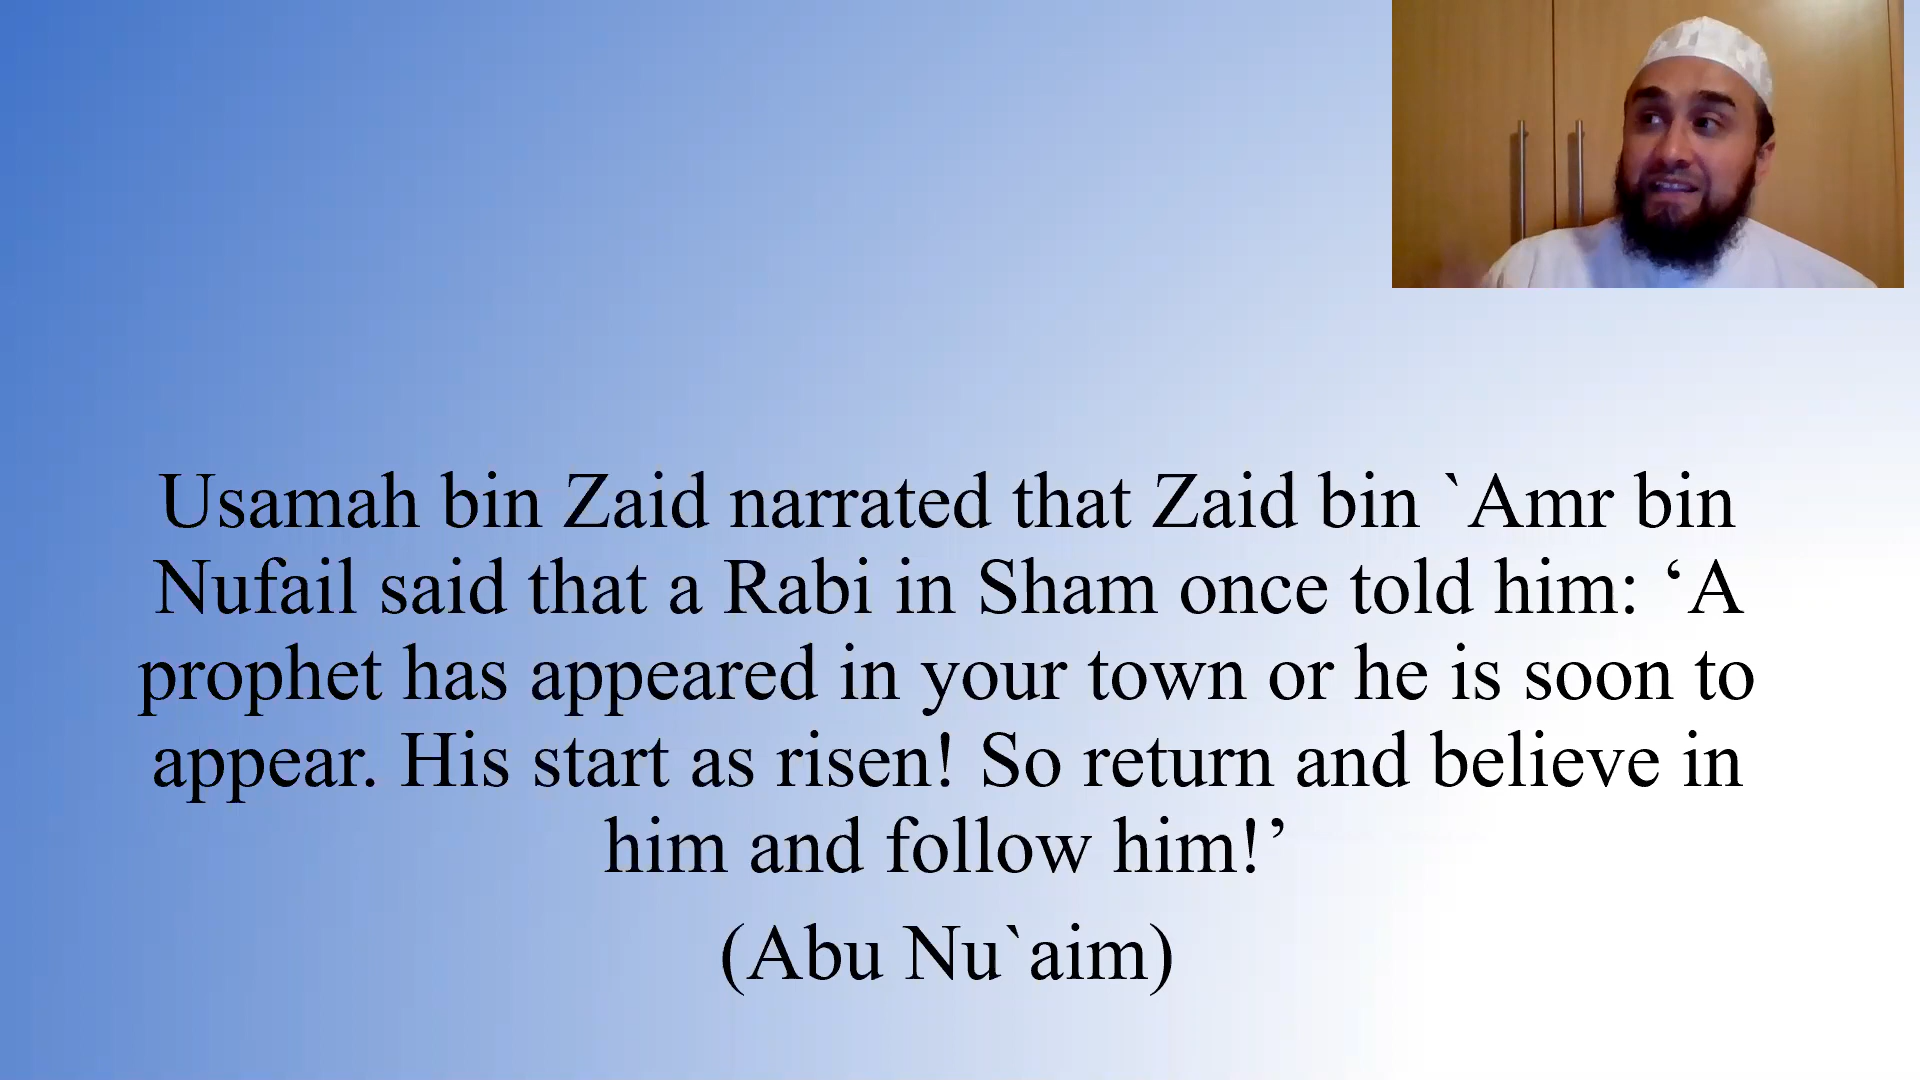 Usamah bin Zaid narrated that Zaid bin `Amr bin
Nufail said that a Rabi in Sham once told him: ‘A
prophet has appeared in your town or he is soon to
appear. His start as risen! So return and believe in
him and follow him!’
(Abu Nu`aim)